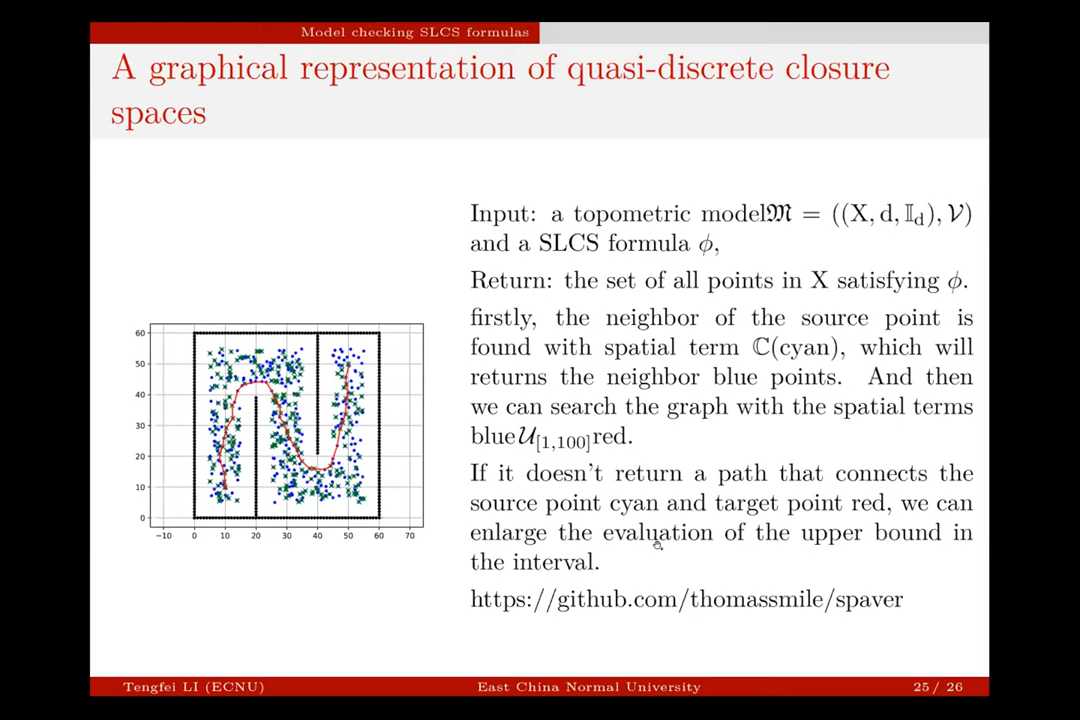 Model checking SLCS formulas
A graphical representation of quasi-discrete closure
spaces
Input: a topometric model𝔐 = ((X, d, 𝕀d), 𝒱)
and a SLCS formula ϕ,
Return: the set of all points in X satisfying ϕ.
firstly, the neighbor of the source point is
found with spatial term ℂ(cyan), which will
returns the neighbor blue points. And then
we can search the graph with the spatial terms
blue𝒰[1,100]red.
If it doesn't return a path that connects the
source point cyan and target point red, we can
enlarge the evaluation of the upper bound in
the interval.
https://github.com/thomassmile/spaver
60
50
40
30
20
10
0
−10 0 10 20 30 40 50 60 70
Tengfei LI (ECNU) East China Normal University 25 / 26